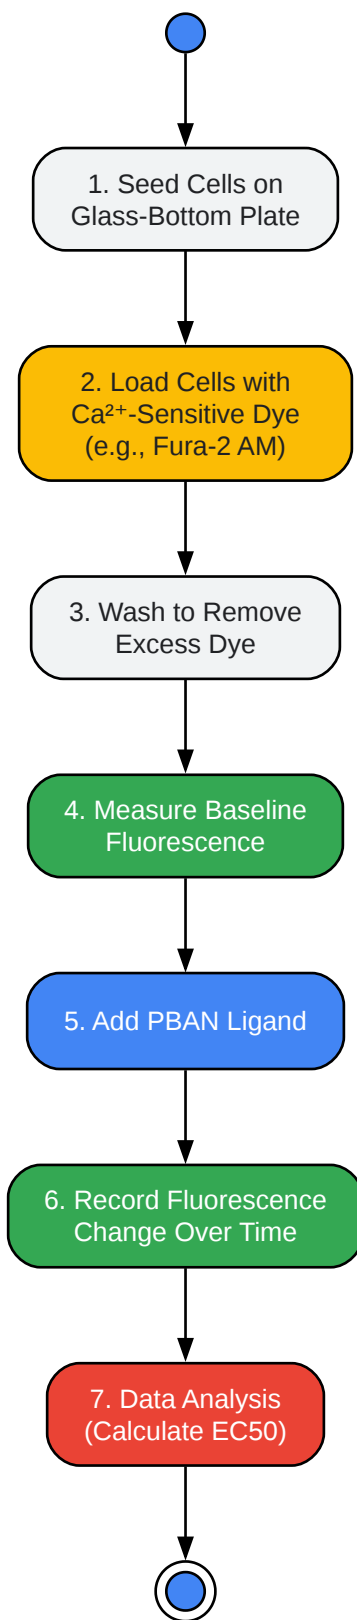 1. Seed Cells on
Glass-Bottom Plate
2. Load Cells with
Ca²⁺-Sensitive Dye
(e.g., Fura-2 AM)
3. Wash to Remove
Excess Dye
4. Measure Baseline
Fluorescence
5. Add PBAN Ligand
6. Record Fluorescence
Change Over Time
7. Data Analysis
(Calculate EC50)